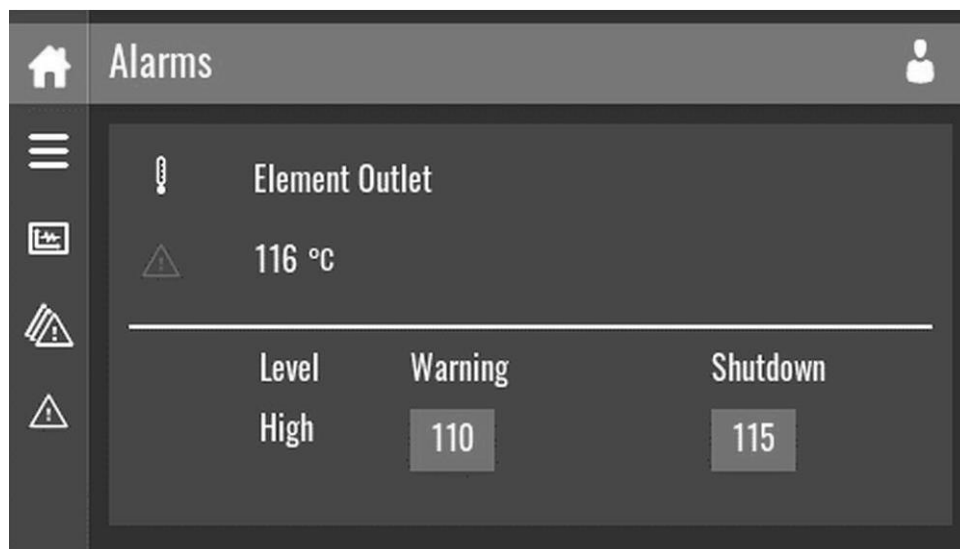 Alarms
Element Outlet
116 °C
Level Warning Shutdown
High 110 115